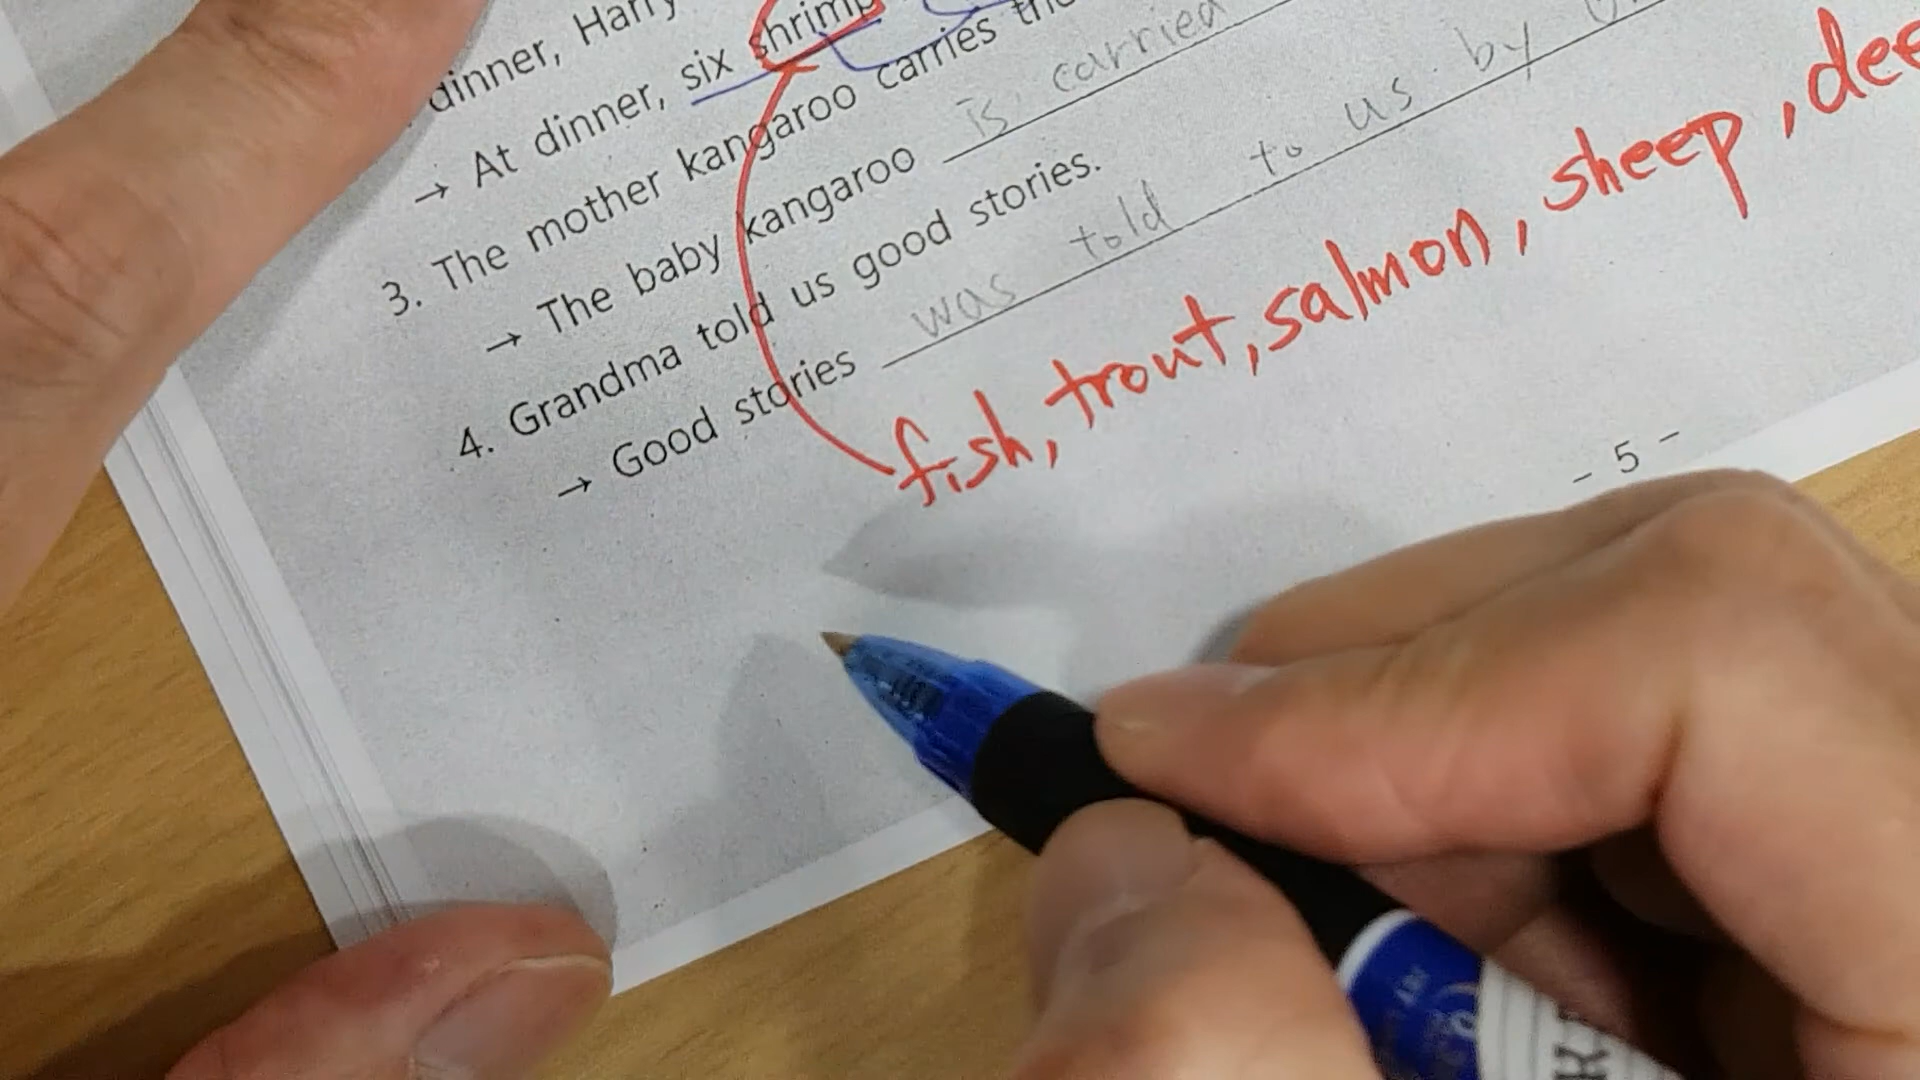 dinner, Harry
→ At dinner, six shrimp
3. The mother kangaroo carries
→ The baby kangaroo is carried
4. Grandma told us good stories.
→ Good stories was told to us by
fish, trout, salmon, sheep, dee
- 5 -